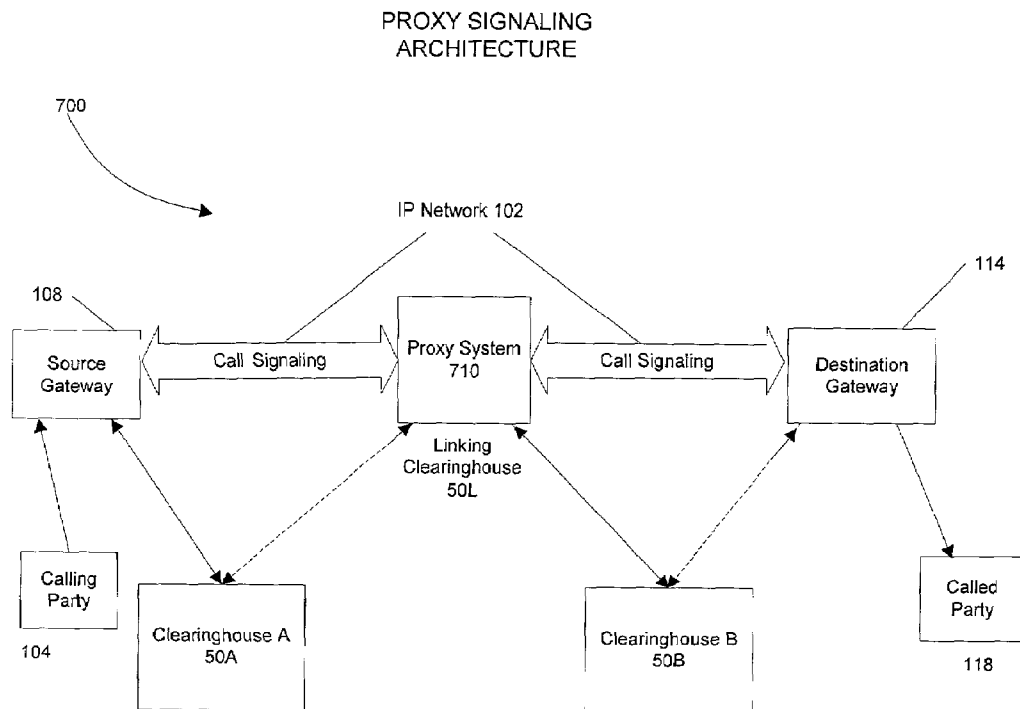 PROXY SIGNALING
ARCHITECTURE
700
IP Network 102
114
108
Source
Gateway
Call Signaling
Proxy System
710
Call Signaling
Destination
Gateway
Linking
Clearinghouse
50L
Calling
Party
104
Clearinghouse A
50A
Clearinghouse B
50B
Called
Party
118